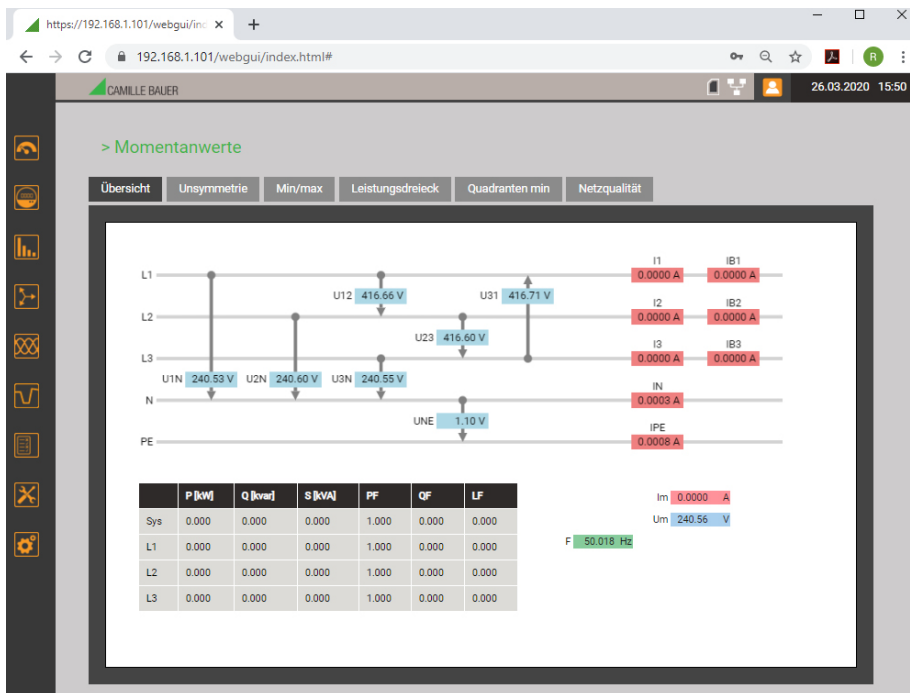 https://192.168.1.101/webgui/inc
192.168.1.101/webgui/index.html#
R
CAMILLE BAUER
26.03.2020 15:50
> Momentanwerte
Übersicht Unsymmetrie Min/max Leistungsdreieck Quadranten min Netzqualität
I1 IB1
L1 0.0000 A 0.0000 A
U12 416.66 V U31 416.71 V
I2 IB2
L2 0.0000 A 0.0000 A
U23 416.60 V
I3 IB3
L3 0.0000 A 0.0000 A
U1N 240.53 V U2N 240.60 V U3N 240.55 V
IN
N 0.0003 A
UNE 1.10 V
IPE
PE 0.0008 A
P [kW] Q [kvar] S [kVA] PF QF LF
Sys 0.000 0.000 0.000 1.000 0.000 0.000
L1 0.000 0.000 0.000 1.000 0.000 0.000
L2 0.000 0.000 0.000 1.000 0.000 0.000
L3 0.000 0.000 0.000 1.000 0.000 0.000
Im 0.0000 A
Um 240.56 V
F 50.018 Hz